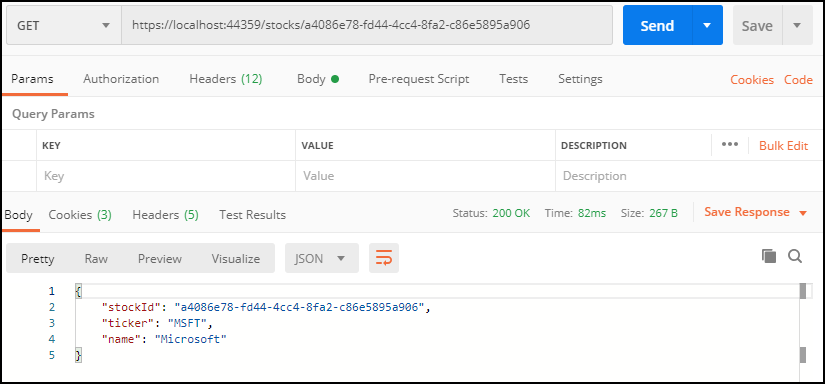 GET https://localhost:44359/stocks/a4086e78-fd44-4cc4-8fa2-c86e5895a906 Send Save
Params Authorization Headers (12) Body Pre-request Script Tests Settings Cookies Code
Query Params
KEY VALUE DESCRIPTION ••• Bulk Edit
Key Value Description
Body Cookies (3) Headers (5) Test Results Status: 200 OK Time: 82ms Size: 267 B Save Response
Pretty Raw Preview Visualize JSON
1 {
2 "stockId": "a4086e78-fd44-4cc4-8fa2-c86e5895a906",
3 "ticker": "MSFT",
4 "name": "Microsoft"
5 }